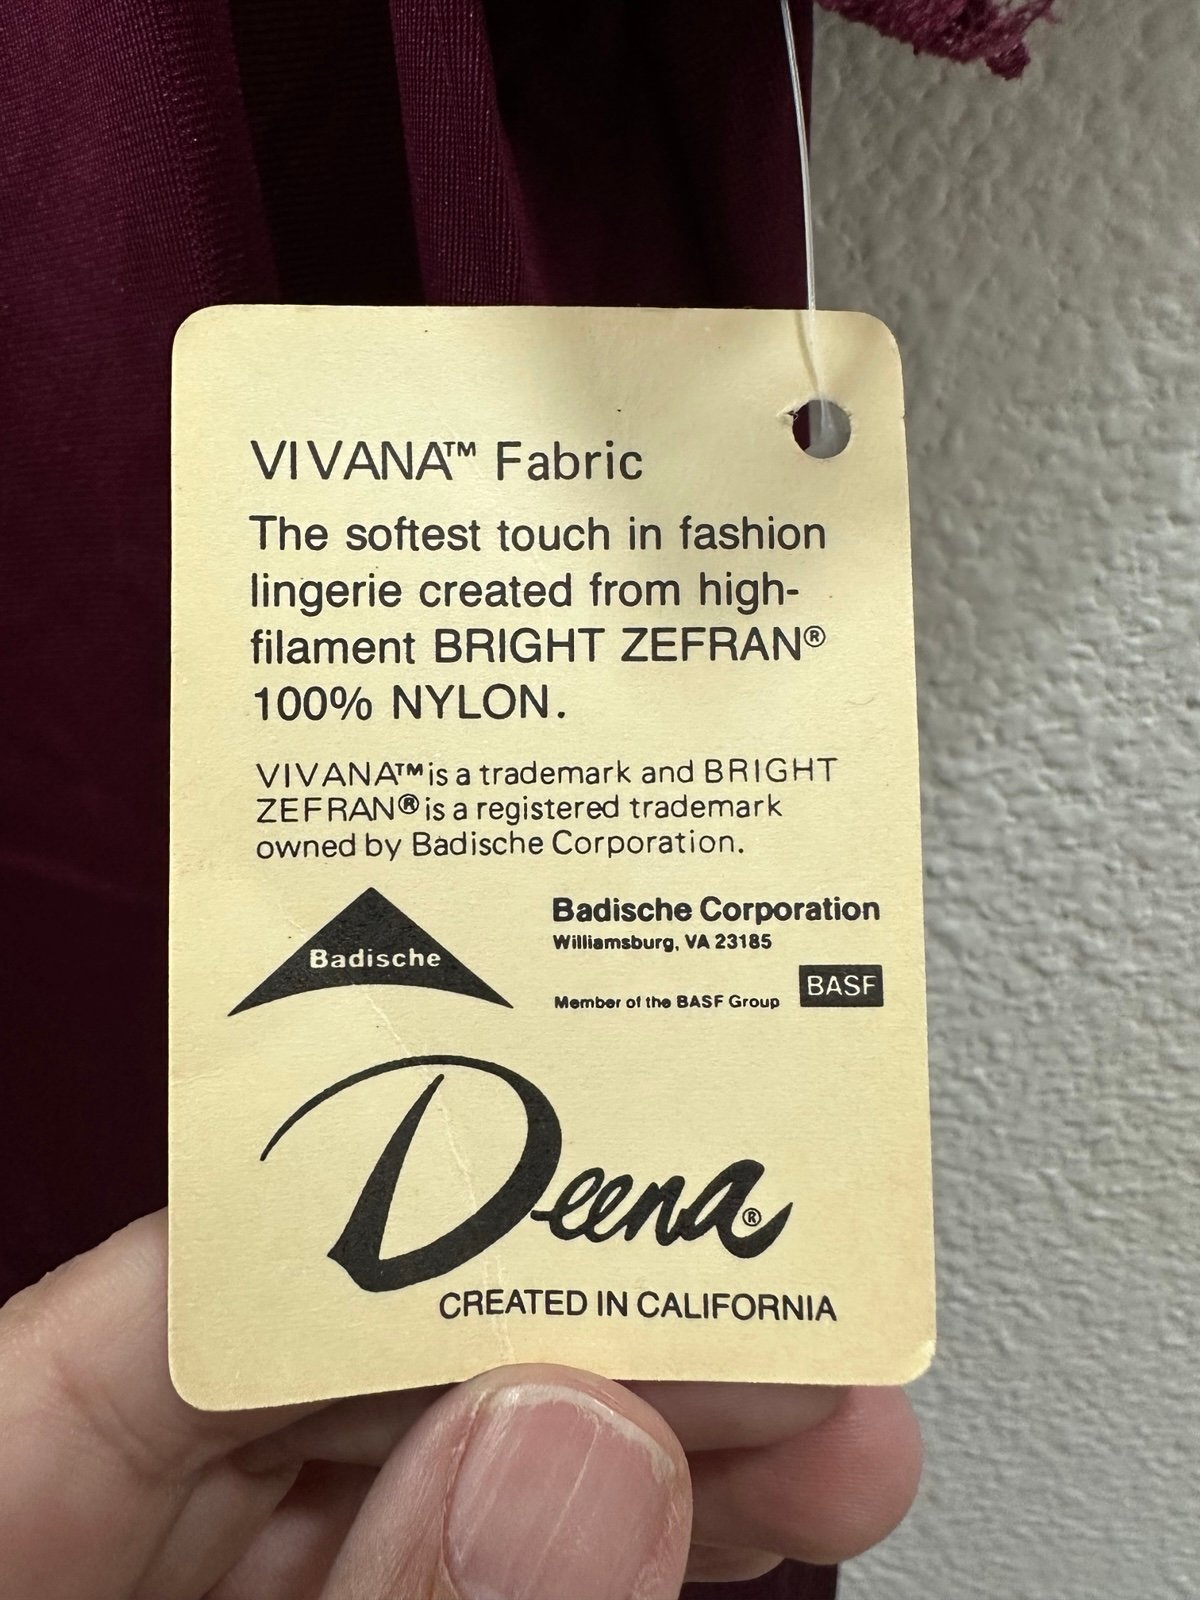 VIVANA™ Fabric
The softest touch in fashion
lingerie created from high-
filament BRIGHT ZEFRAN®
100% NYLON.
VIVANA™ is a trademark and BRIGHT
ZEFRAN® is a registered trademark
owned by Badische Corporation.
Badische
Badische Corporation
Williamsburg, VA 23185
Member of the BASF Group
BASF
Deena®
CREATED IN CALIFORNIA